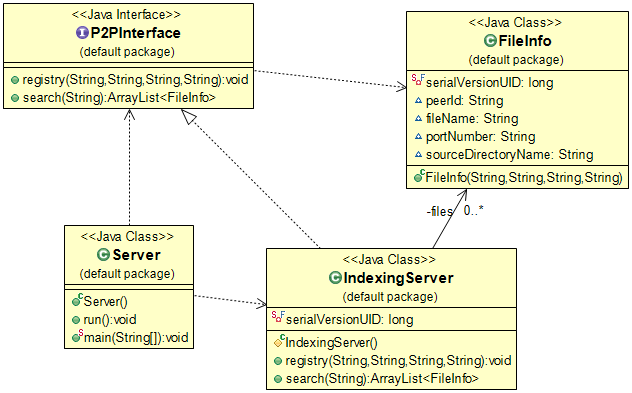 <<Java Interface>>
P2PInterface
(default package)
registry(String,String,String,String):void
search(String):ArrayList<FileInfo>
<<Java Class>>
FileInfo
(default package)
serialVersionUID: long
peerId: String
fileName: String
portNumber: String
sourceDirectoryName: String
FileInfo(String,String,String,String)
-files 0..*
<<Java Class>>
Server
(default package)
Server()
run():void
main(String[]):void
<<Java Class>>
IndexingServer
(default package)
serialVersionUID: long
IndexingServer()
registry(String,String,String,String):void
search(String):ArrayList<FileInfo>